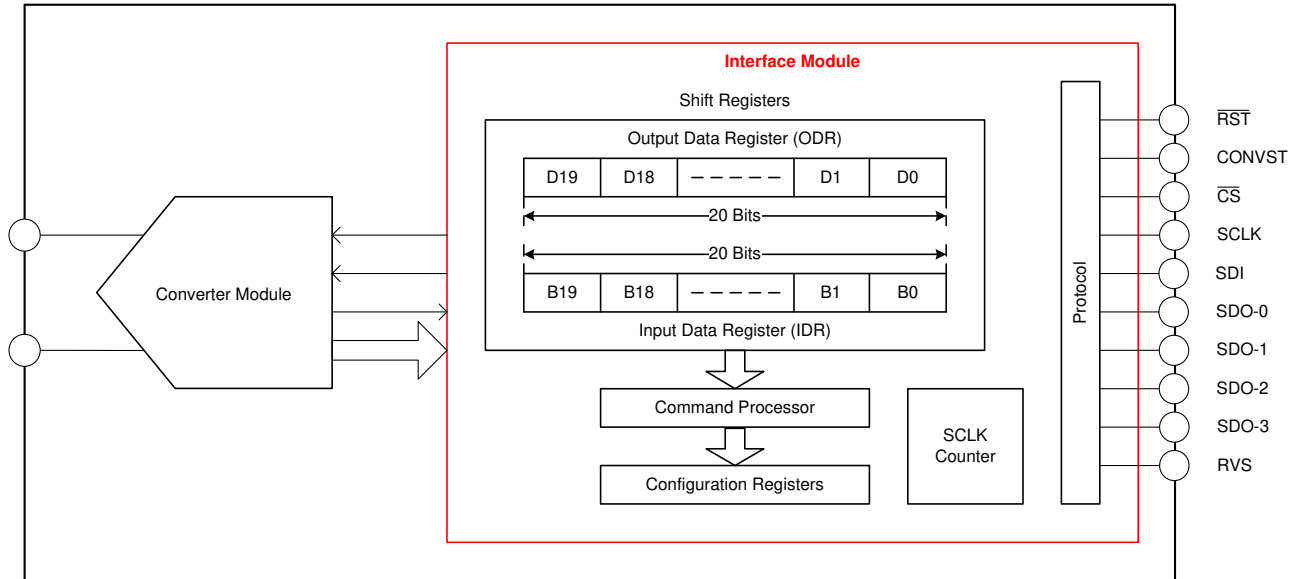 Interface Module
Shift Registers
Output Data Register (ODR)
D19 D18 D1 D0
20 Bits
20 Bits
B19 B18 B1 B0
Input Data Register (IDR)
Converter Module
Command Processor
Configuration Registers
SCLK
Counter
Protocol
R̅S̅T̅
CONVST
C̅S̅
SCLK
SDI
SDO-0
SDO-1
SDO-2
SDO-3
RVS